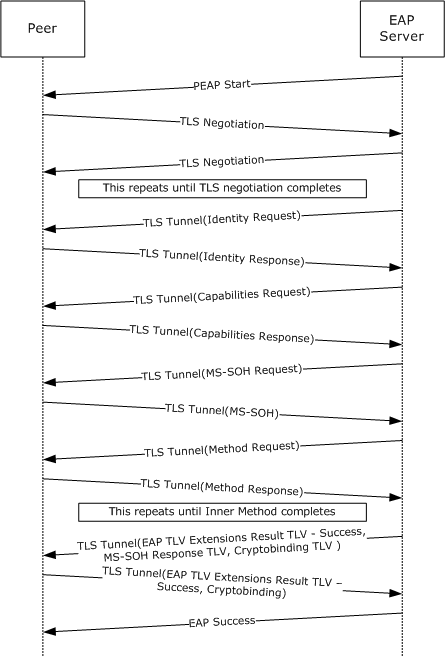 Peer
EAP
Server
PEAP Start
TLS Negotiation
TLS Negotiation
This repeats until TLS negotiation completes
TLS Tunnel(Identity Request)
TLS Tunnel(Identity Response)
TLS Tunnel(Capabilities Request)
TLS Tunnel(Capabilities Response)
TLS Tunnel(MS-SOH Request)
TLS Tunnel(MS-SOH)
TLS Tunnel(Method Request)
TLS Tunnel(Method Response)
This repeats until Inner Method completes
TLS Tunnel(EAP TLV Extensions Result TLV - Success,
MS-SOH Response TLV, Cryptobinding TLV )
TLS Tunnel(EAP TLV Extensions Result TLV –
Success, Cryptobinding)
EAP Success